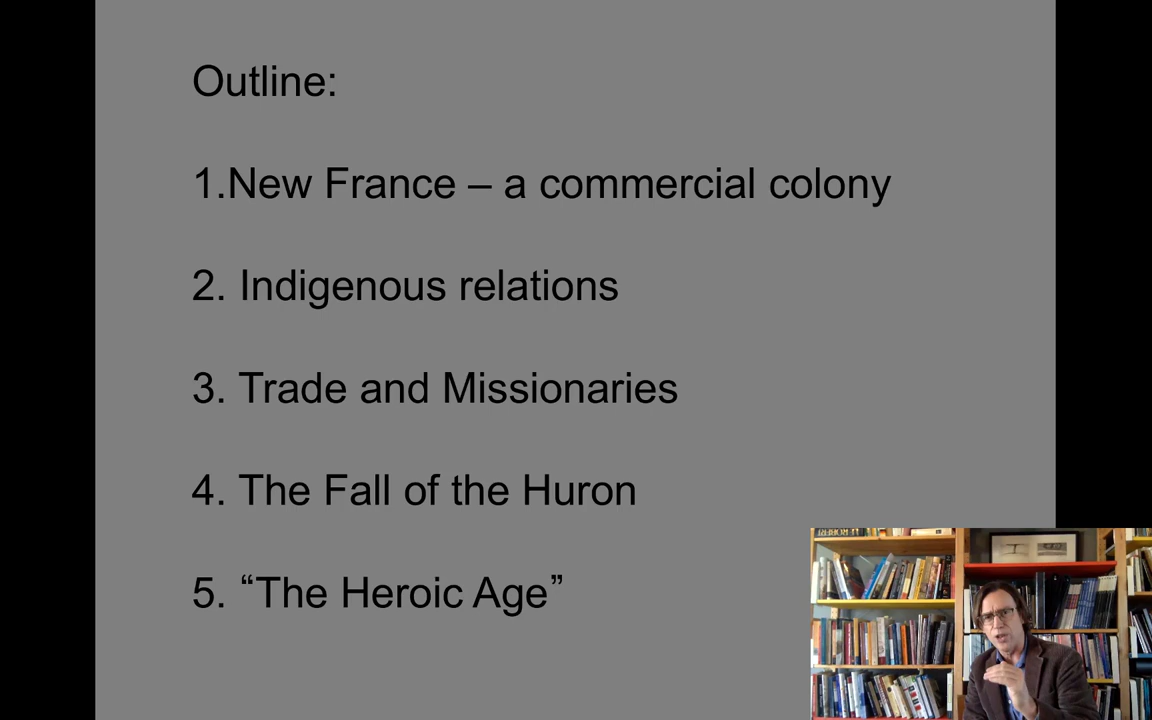 Outline:
1.New France – a commercial colony
2. Indigenous relations
3. Trade and Missionaries
4. The Fall of the Huron
5. “The Heroic Age”